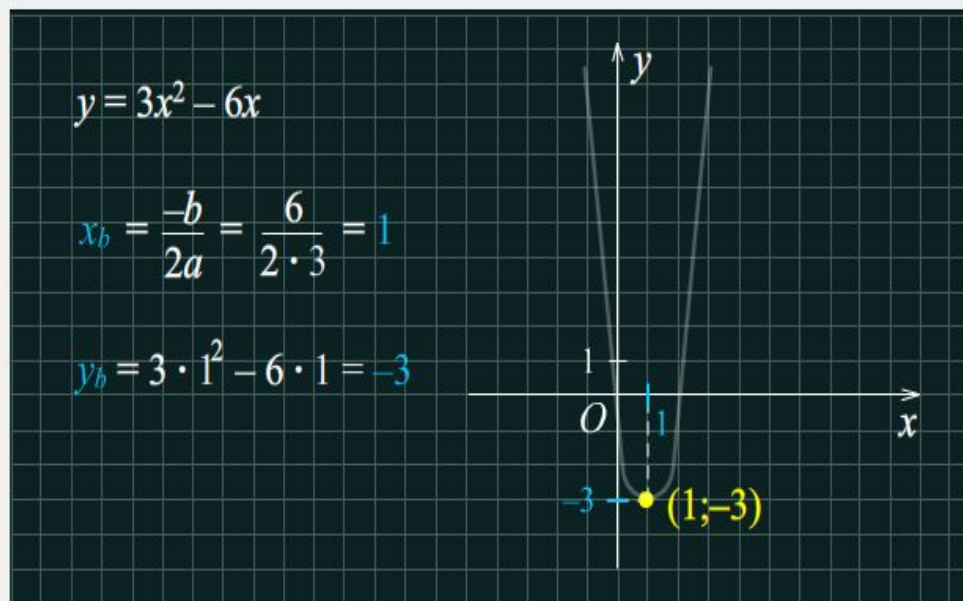 y = 3x² – 6x
x_b = –b/2a = 6/(2 · 3) = 1
y_b = 3 · 1² – 6 · 1 = –3
y
1
O
1
x
–3
(1;–3)